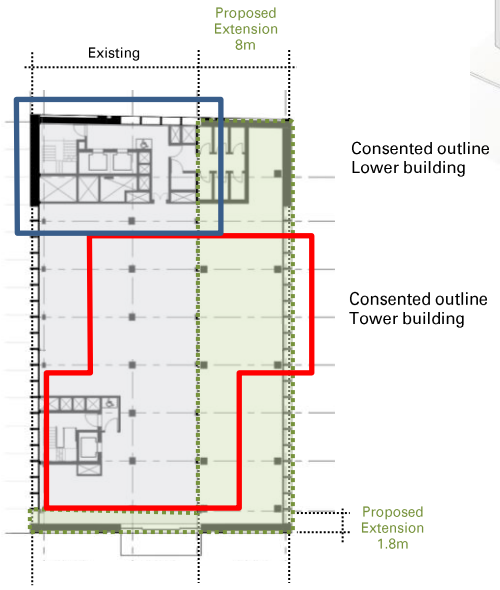 Proposed
Extension
8m
Existing
Consented outline
Lower building
Consented outline
Tower building
Proposed
Extension
1.8m